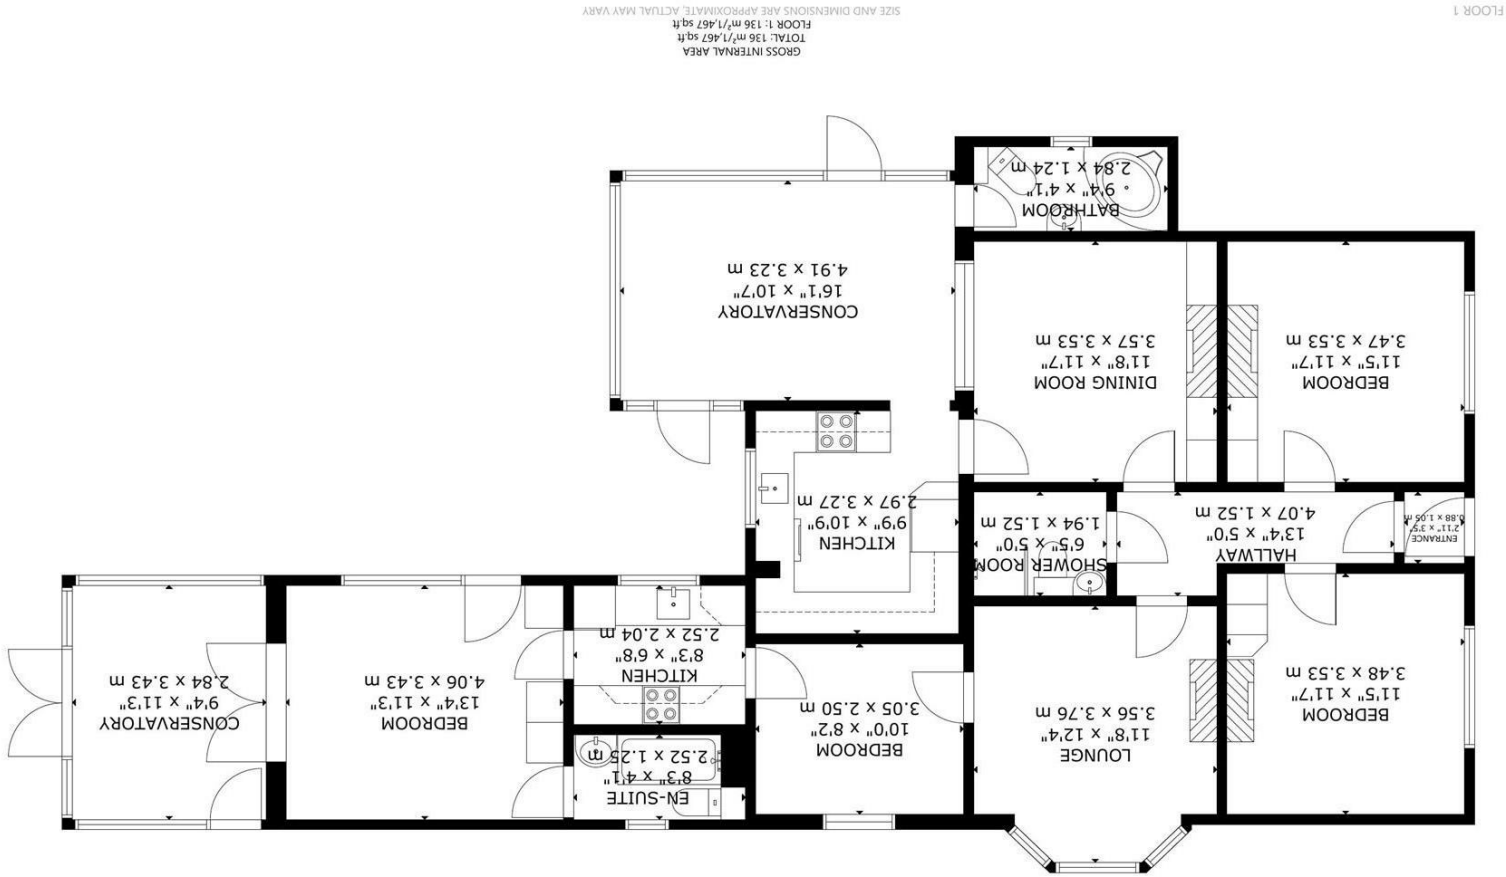 BEDROOM
11'5" x 11'7"
3.48 x 3.53 m
LOUNGE
11'8" x 12'4"
3.56 x 3.76 m
BEDROOM
10'0" x 8'2"
3.05 x 2.50 m
EN-SUITE
8'3" x 4'1"
2.52 x 1.25 m
KITCHEN
8'3" x 6'8"
2.52 x 2.04 m
BEDROOM
13'4" x 11'3"
4.06 x 3.43 m
CONSERVATORY
9'4" x 11'3"
2.84 x 3.43 m
ENTRANCE
2'11" x 3'5"
0.88 x 1.05 m
HALLWAY
13'4" x 5'0"
4.07 x 1.52 m
SHOWER ROOM
6'5" x 5'0"
1.94 x 1.52 m
KITCHEN
9'9" x 10'9"
2.97 x 3.27 m
BEDROOM
11'5" x 11'7"
3.47 x 3.53 m
DINING ROOM
11'8" x 11'7"
3.57 x 3.53 m
CONSERVATORY
16'1" x 10'7"
4.91 x 3.23 m
BATHROOM
9'4" x 4'1"
2.84 x 1.24 m
GROSS INTERNAL AREA
TOTAL: 136 m²/1,467 sq.ft
FLOOR 1: 136 m²/1,467 sq.ft
SIZE AND DIMENSIONS ARE APPROXIMATE, ACTUAL MAY VARY
FLOOR 1